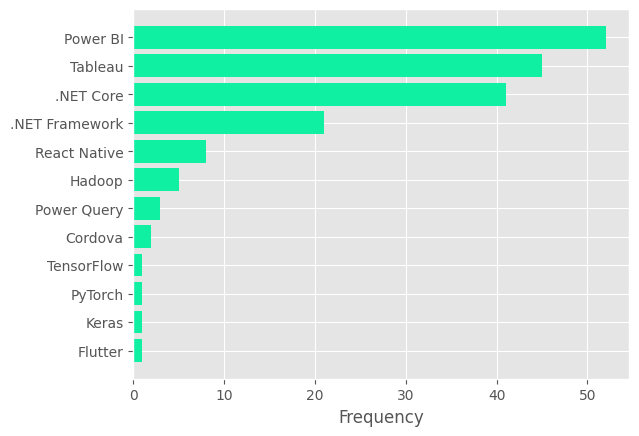 Power BI
Tableau
.NET Core
.NET Framework
React Native
Hadoop
Power Query
Cordova
TensorFlow
PyTorch
Keras
Flutter
0 10 20 30 40 50
Frequency